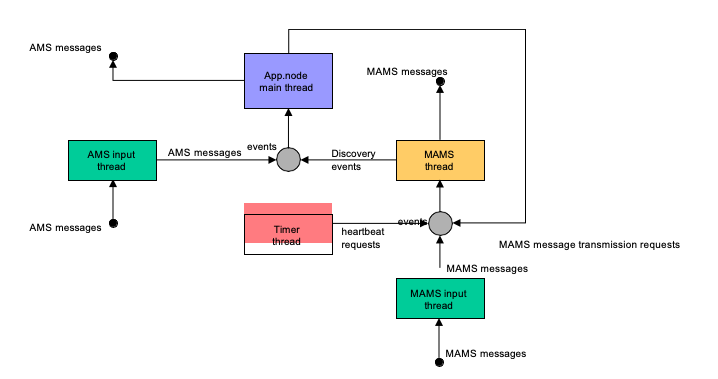 AMS messages
App.node
main thread
MAMS messages
AMS input
thread
AMS messages
events
Discovery
events
MAMS
thread
AMS messages
Timer
thread
heartbeat
requests
events
MAMS message transmission requests
MAMS messages
MAMS input
thread
MAMS messages